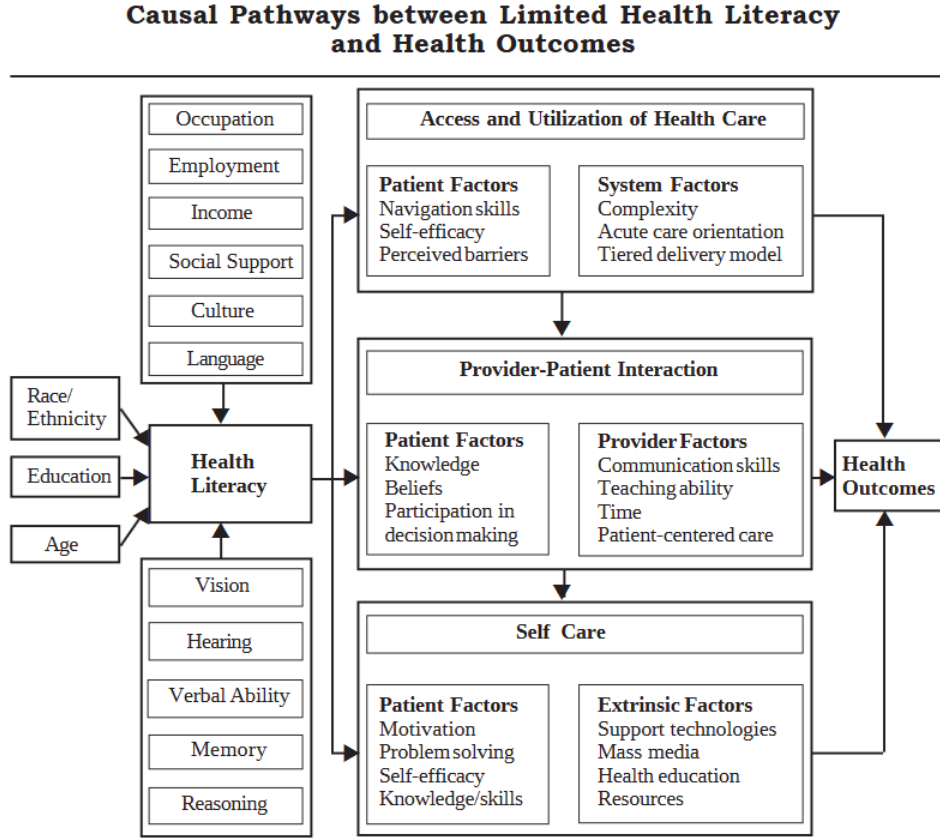 Causal Pathways between Limited Health Literacy
and Health Outcomes
Occupation
Employment
Income
Social Support
Culture
Language
Race/
Ethnicity
Education
Age
Health
Literacy
Vision
Hearing
Verbal Ability
Memory
Reasoning
Access and Utilization of Health Care
Patient Factors
Navigation skills
Self-efficacy
Perceived barriers
System Factors
Complexity
Acute care orientation
Tiered delivery model
Provider-Patient Interaction
Patient Factors
Knowledge
Beliefs
Participation in
decision making
Provider Factors
Communication skills
Teaching ability
Time
Patient-centered care
Self Care
Patient Factors
Motivation
Problem solving
Self-efficacy
Knowledge/skills
Extrinsic Factors
Support technologies
Mass media
Health education
Resources
Health
Outcomes